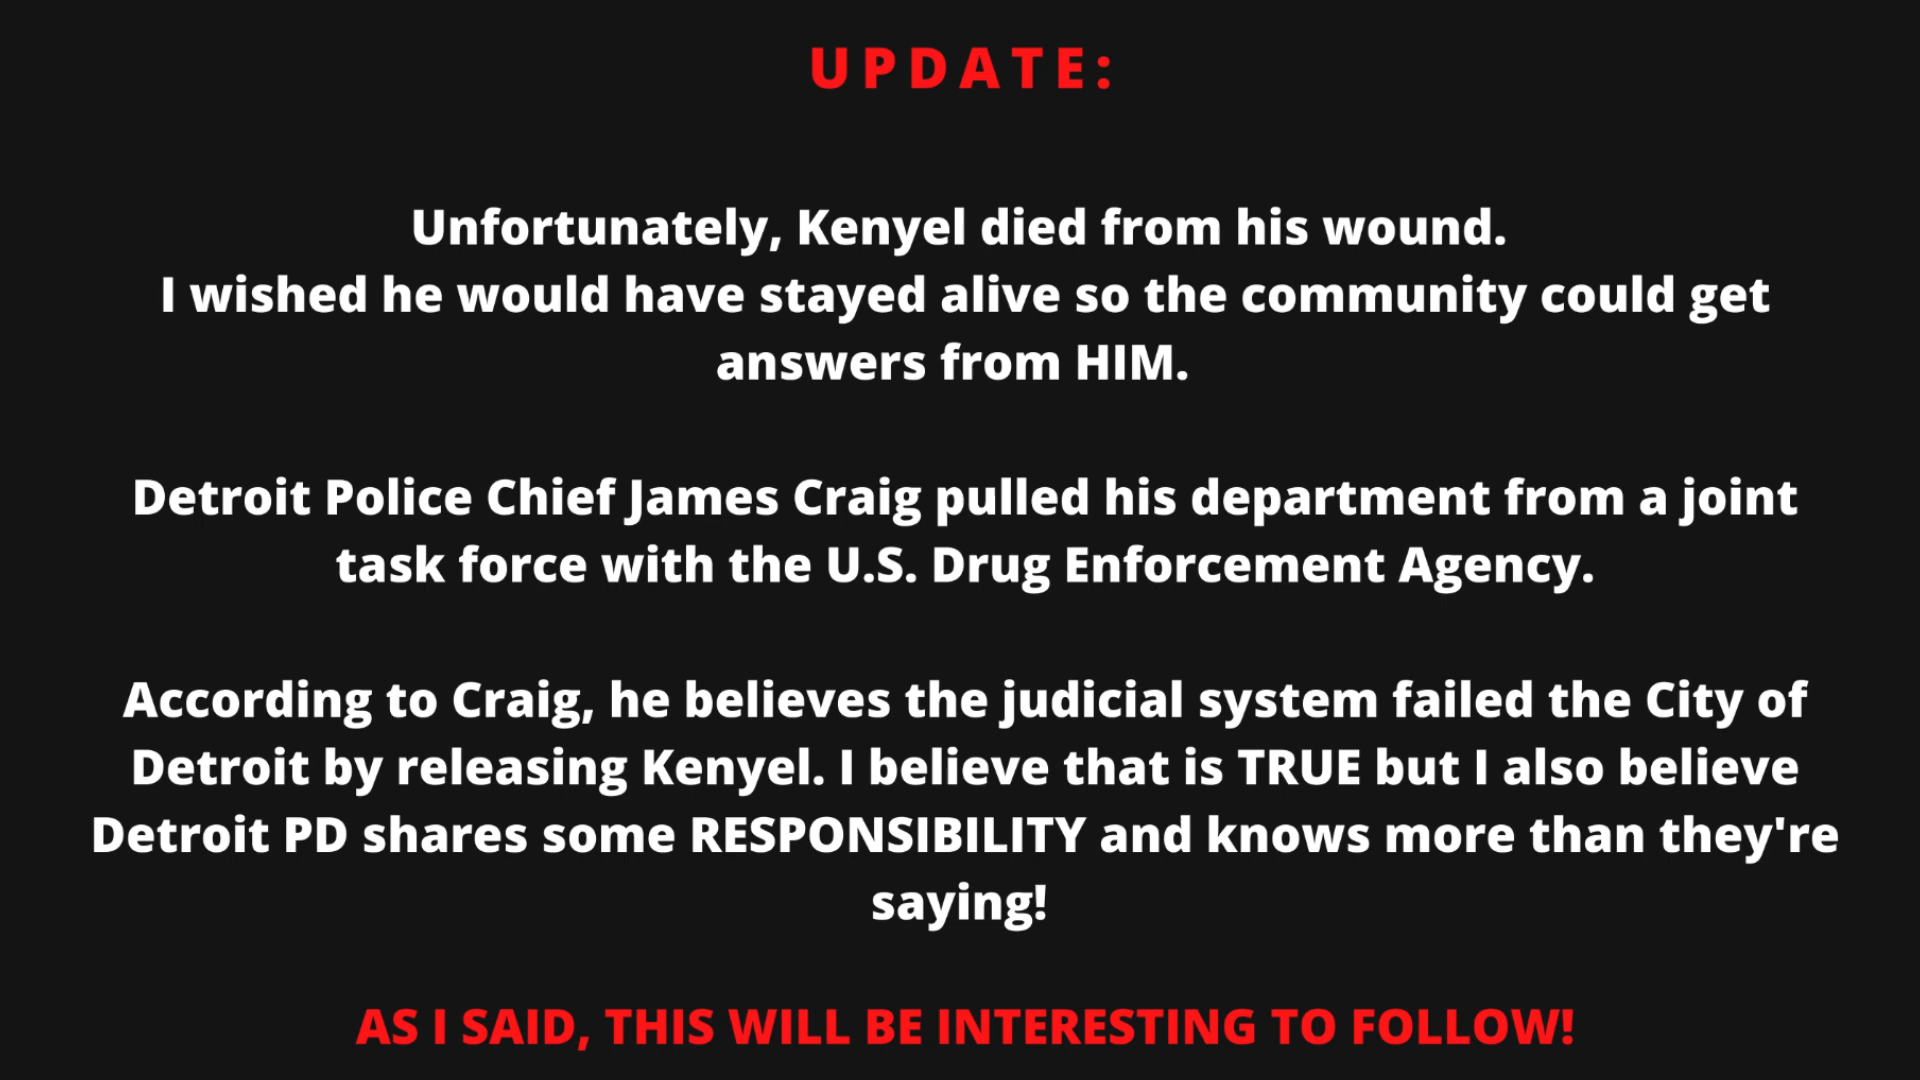 UPDATE:
Unfortunately, Kenyel died from his wound.
I wished he would have stayed alive so the community could get
answers from HIM.
Detroit Police Chief James Craig pulled his department from a joint
task force with the U.S. Drug Enforcement Agency.
According to Craig, he believes the judicial system failed the City of
Detroit by releasing Kenyel. I believe that is TRUE but I also believe
Detroit PD shares some RESPONSIBILITY and knows more than they're
saying!
AS I SAID, THIS WILL BE INTERESTING TO FOLLOW!